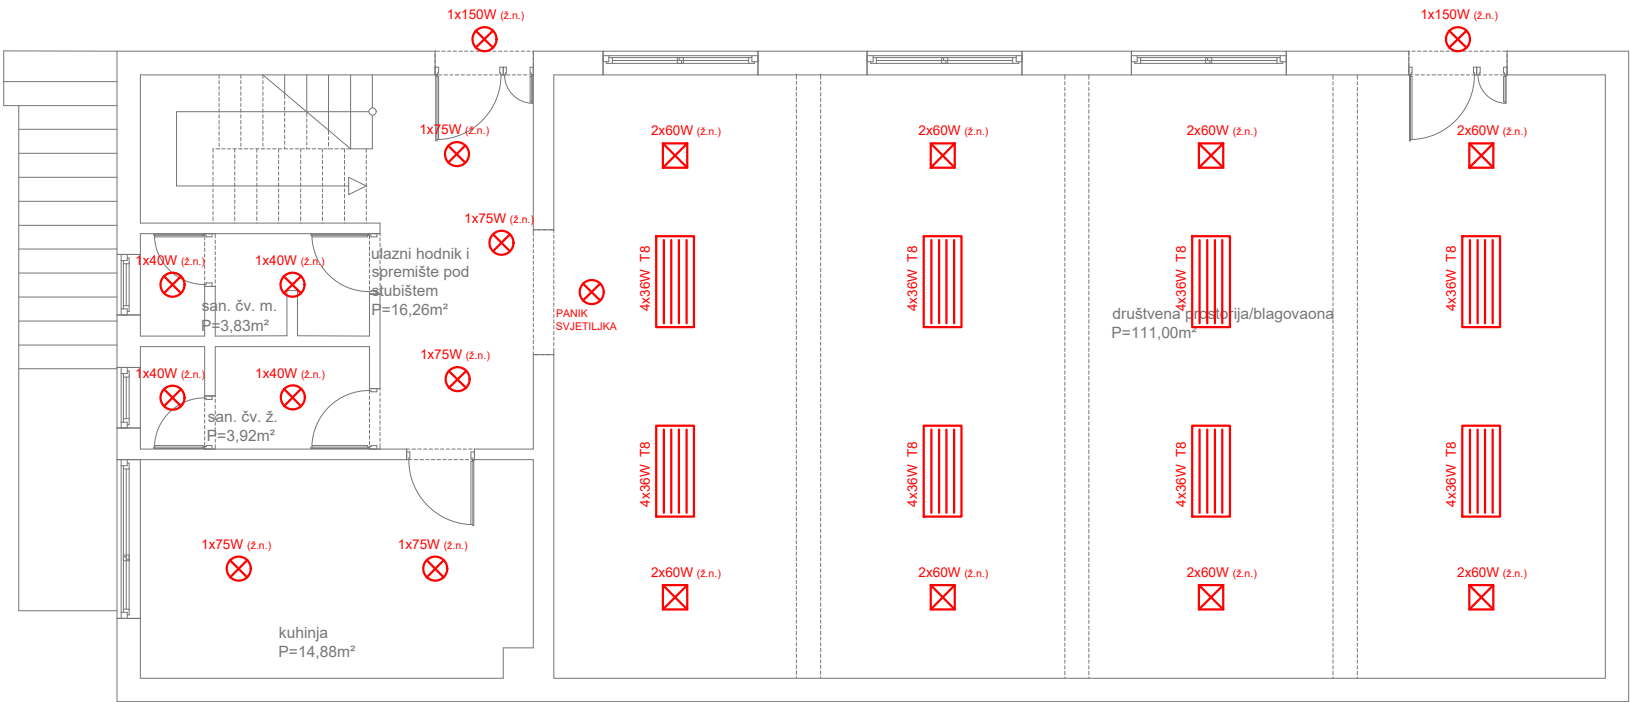 1x150W (ž.n.)
1x150W (ž.n.)
1x75W (ž.n.)
2x60W (ž.n.)
2x60W (ž.n.)
2x60W (ž.n.)
2x60W (ž.n.)
1x75W (ž.n.)
1x40W (ž.n.)
1x40W (ž.n.)
ulazni hodnik i
spremište pod
stubištem
P=16,26m²
san. čv. m.
P=3,83m²
PANIK
SVJETILJKA
4x36W T8
4x36W T8
4x36W T8
4x36W T8
društvena prostorija/blagovaona
P=111,00m²
1x75W (ž.n.)
1x40W (ž.n.)
1x40W (ž.n.)
san. čv. ž.
P=3,92m²
4x36W T8
4x36W T8
4x36W T8
4x36W T8
1x75W (ž.n.)
1x75W (ž.n.)
2x60W (ž.n.)
2x60W (ž.n.)
2x60W (ž.n.)
2x60W (ž.n.)
kuhinja
P=14,88m²